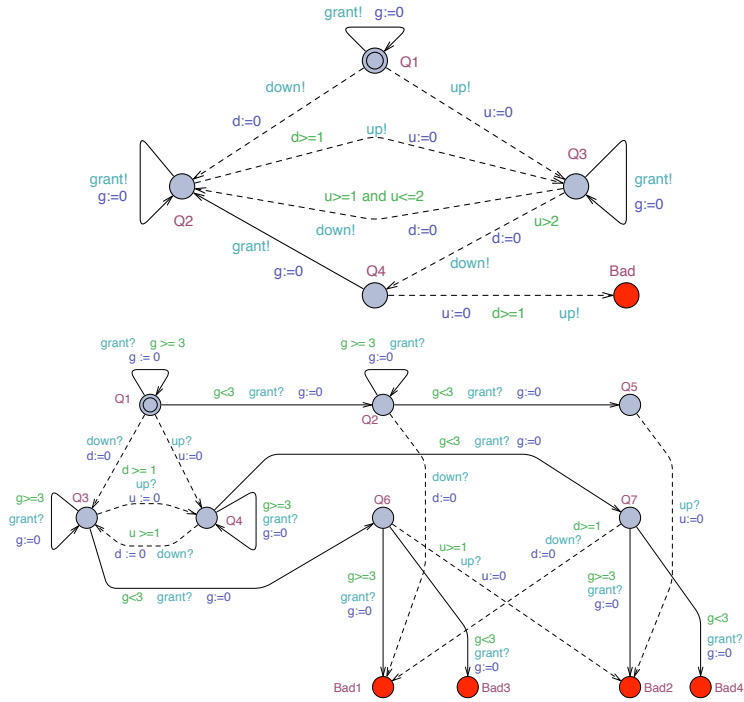 grant! g:=0
Q1
down! up!
d:=0 u:=0
d>=1 up! u:=0
Q3
grant! g:=0
Q2
u>=1 and u<=2
down! d:=0
grant! g:=0
u>2
d:=0
down!
grant!
g:=0
Q4
Bad
u:=0 d>=1 up!
grant? g >= 3
g := 0
Q1
g >= 3 grant?
g:=0
Q2
g<3 grant? g:=0
g<3 grant? g:=0
Q5
down?
d:=0
up?
u:=0
d >= 1
up?
u := 0
Q3
g>=3
grant?
g:=0
Q4
g>=3
grant?
g:=0
u >=1
d := 0 down?
g<3 grant? g:=0
g<3 grant? g:=0
down?
d:=0
Q6
Q7
up?
u:=0
u>=1
up?
u:=0
d>=1
down?
d:=0
g>=3
grant?
g:=0
g>=3
grant?
g:=0
g<3
grant?
g:=0
g<3
grant?
g:=0
Bad1
Bad3
Bad2
Bad4